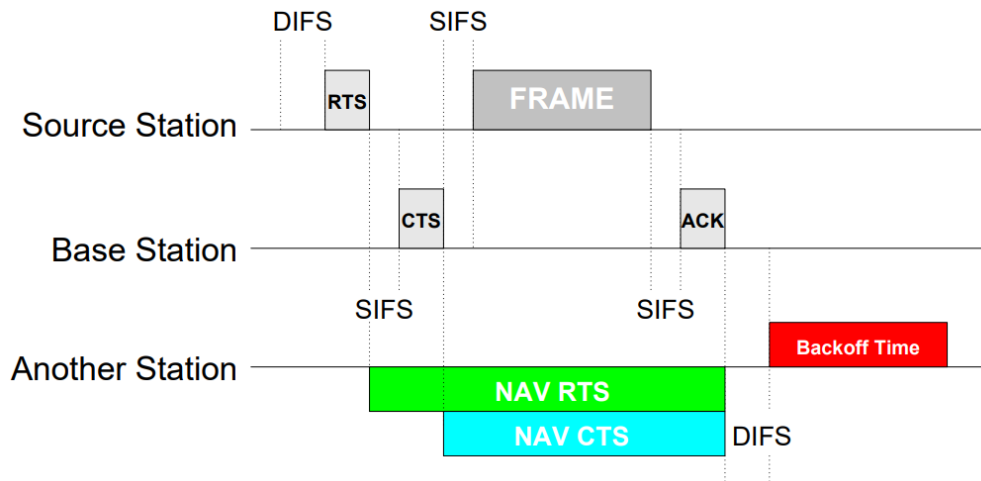 DIFS
SIFS
RTS
FRAME
Source Station
CTS
ACK
Base Station
SIFS
SIFS
Backoff Time
Another Station
NAV RTS
NAV CTS
DIFS